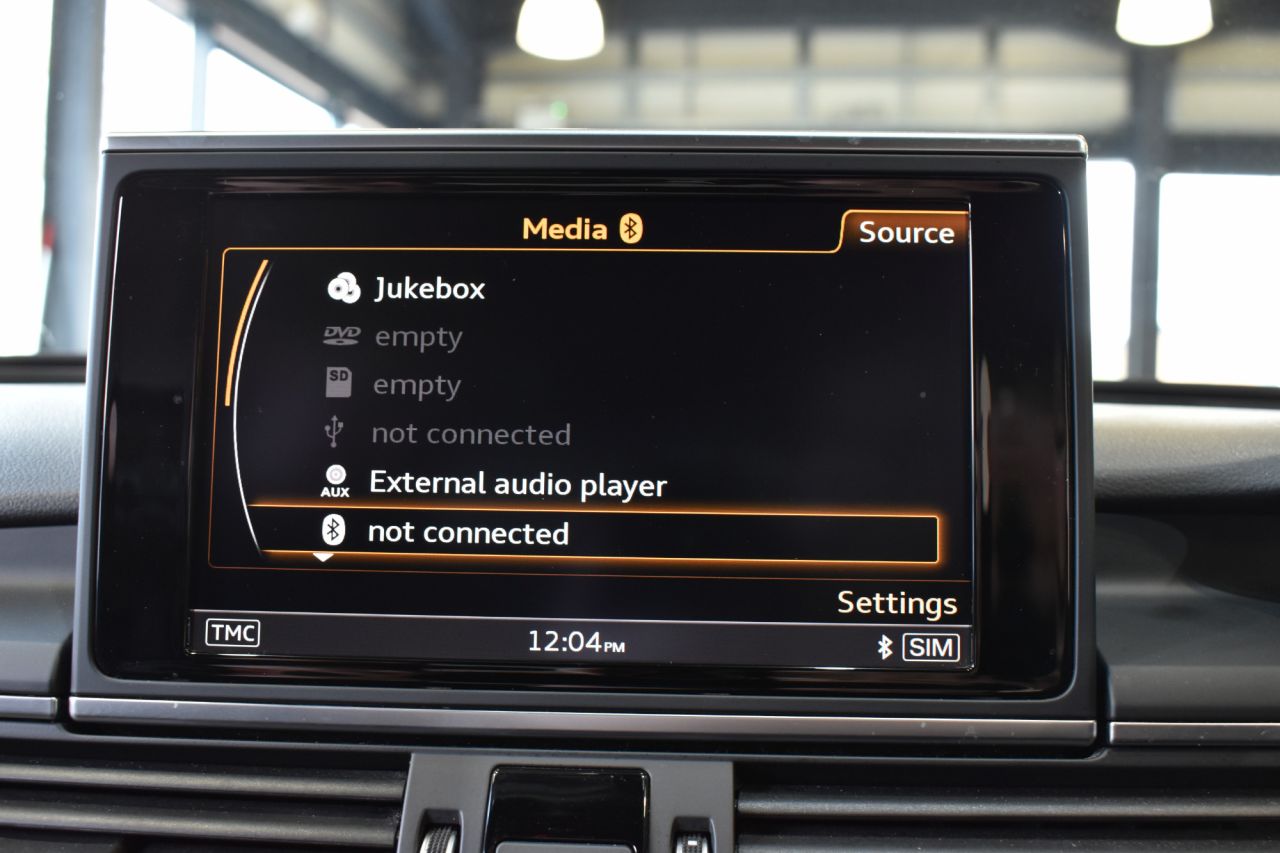 Media
Source
Jukebox
DVD empty
SD empty
not connected
AUX External audio player
not connected
Settings
TMC 12:04PM SIM